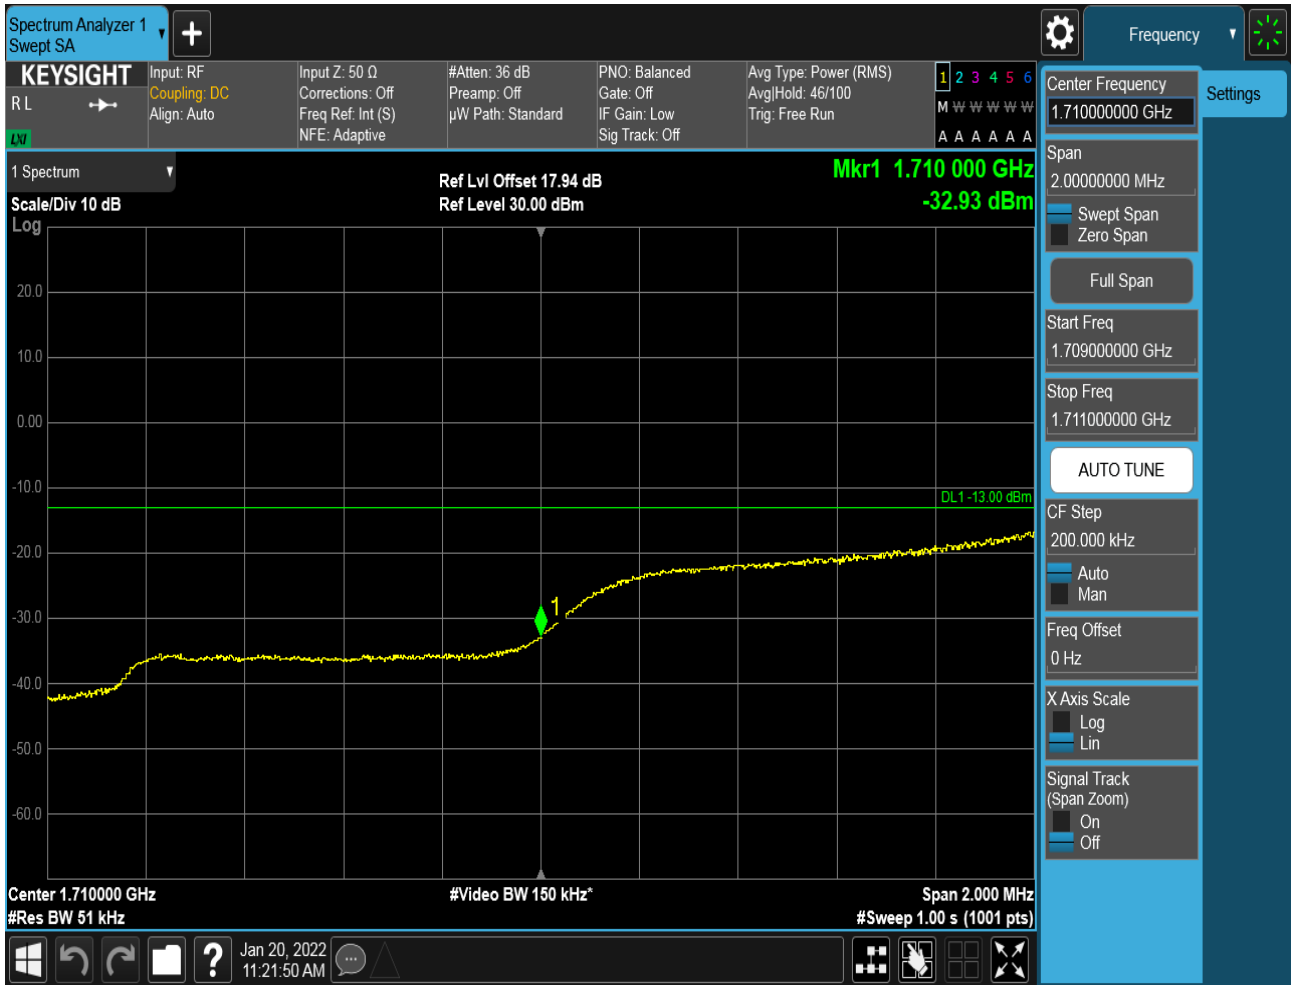 Spectrum Analyzer 1
Swept SA
Frequency
KEYSIGHT
R L
LXI
Input: RF
Coupling: DC
Align: Auto
Input Z: 50 Ω
Corrections: Off
Freq Ref: Int (S)
NFE: Adaptive
#Atten: 36 dB
Preamp: Off
µW Path: Standard
PNO: Balanced
Gate: Off
IF Gain: Low
Sig Track: Off
Avg Type: Power (RMS)
Avg|Hold: 46/100
Trig: Free Run
1 2 3 4 5 6
M W W W W W
A A A A A A
1 Spectrum
Scale/Div 10 dB
Log
Ref Lvl Offset 17.94 dB
Ref Level 30.00 dBm
Mkr1 1.710 000 GHz
-32.93 dBm
20.0
10.0
0.00
-10.0
-20.0
-30.0
-40.0
-50.0
-60.0
DL1 -13.00 dBm
1
Center 1.710000 GHz
#Res BW 51 kHz
#Video BW 150 kHz*
Span 2.000 MHz
#Sweep 1.00 s (1001 pts)
Jan 20, 2022
11:21:50 AM
Center Frequency
1.710000000 GHz
Settings
Span
2.00000000 MHz
Swept Span
Zero Span
Full Span
Start Freq
1.709000000 GHz
Stop Freq
1.711000000 GHz
AUTO TUNE
CF Step
200.000 kHz
Auto
Man
Freq Offset
0 Hz
X Axis Scale
Log
Lin
Signal Track
(Span Zoom)
On
Off